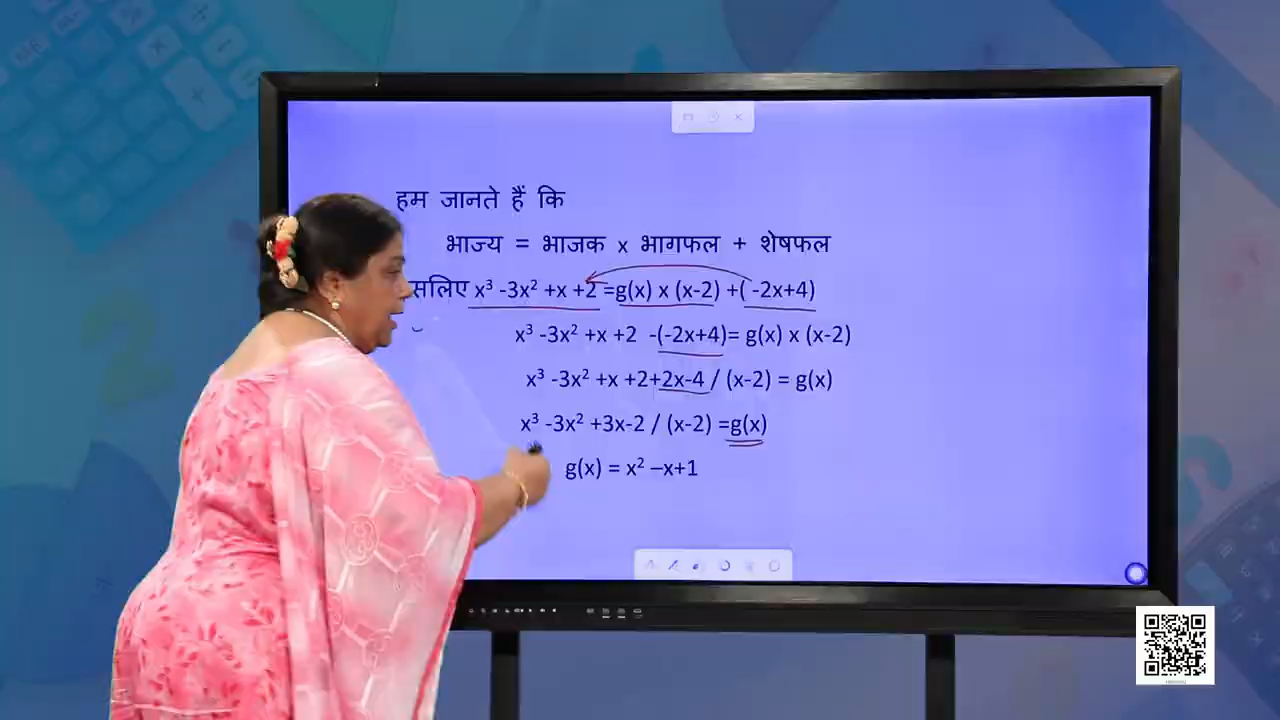 हम जानते हैं कि
भाज्य = भाजक x भागफल + शेषफल
x³ -3x² +x +2 =g(x) x (x-2) +( -2x+4)
x³ -3x² +x +2 -(-2x+4)= g(x) x (x-2)
x³ -3x² +x +2+2x-4 / (x-2) = g(x)
x³ -3x² +3x-2 / (x-2) =g(x)
g(x) = x² –x+1